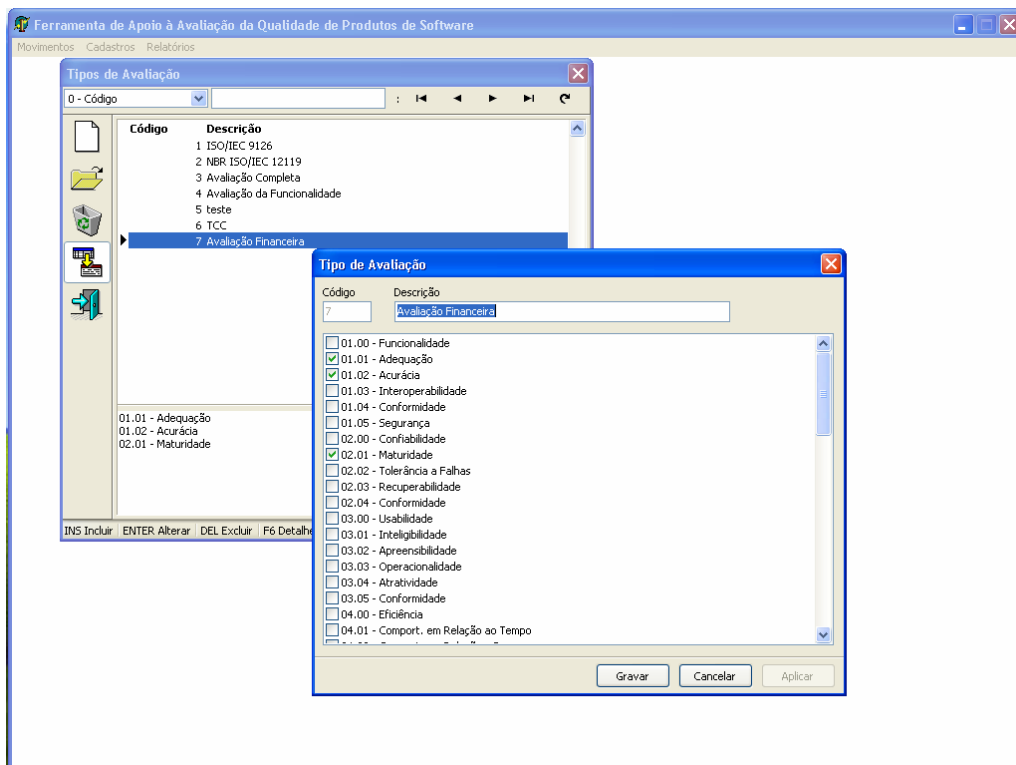 Ferramenta de Apoio à Avaliação da Qualidade de Produtos de Software
Movimentos Cadastros Relatórios
Tipos de Avaliação
0 - Código :
Código Descrição
1 ISO/IEC 9126
2 NBR ISO/IEC 12119
3 Avaliação Completa
4 Avaliação da Funcionalidade
5 teste
6 TCC
7 Avaliação Financeira
01.01 - Adequação
01.02 - Acurácia
02.01 - Maturidade
INS Incluir ENTER Alterar DEL Excluir F6 Detalhe
Tipo de Avaliação
Código Descrição
7 Avaliação Financeira
01.00 - Funcionalidade
01.01 - Adequação
01.02 - Acurácia
01.03 - Interoperabilidade
01.04 - Conformidade
01.05 - Segurança
02.00 - Confiabilidade
02.01 - Maturidade
02.02 - Tolerância a Falhas
02.03 - Recuperabilidade
02.04 - Conformidade
03.00 - Usabilidade
03.01 - Inteligibilidade
03.02 - Apreensibilidade
03.03 - Operacionalidade
03.04 - Atratividade
03.05 - Conformidade
04.00 - Eficiência
04.01 - Comport. em Relação ao Tempo
Gravar Cancelar Aplicar